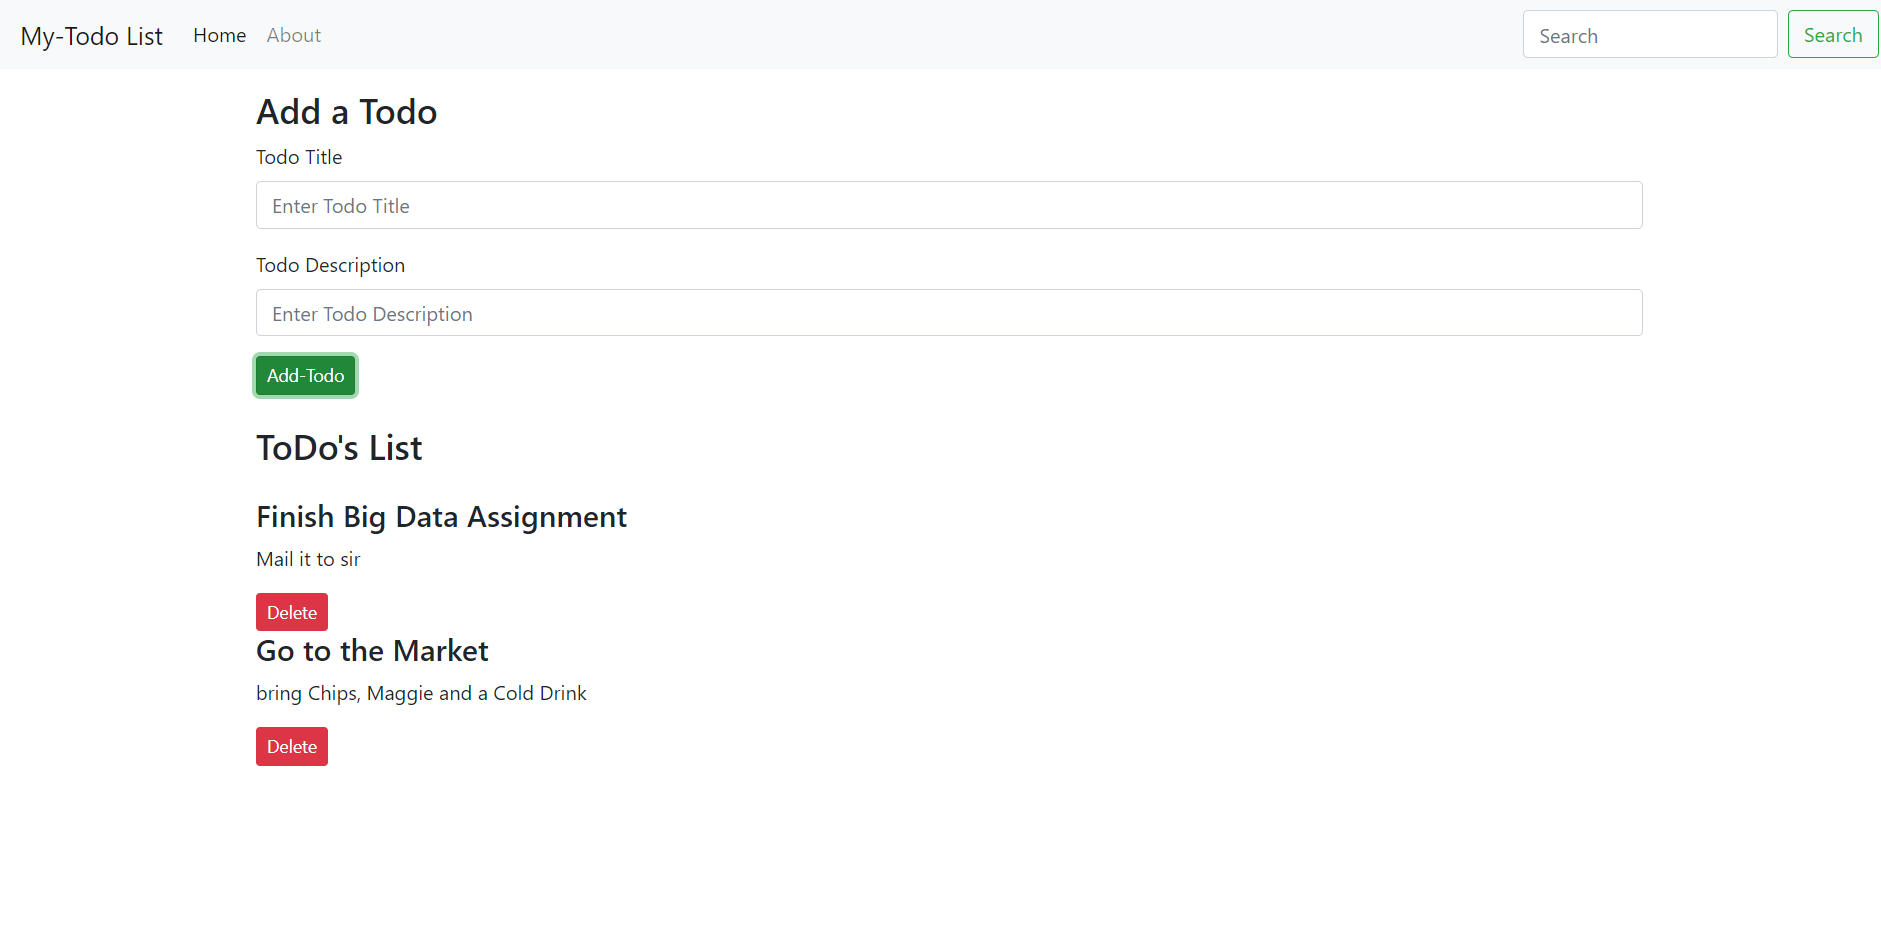 My-Todo List Home About Search Search
Add a Todo
Todo Title
Enter Todo Title
Todo Description
Enter Todo Description
Add-Todo
ToDo's List
Finish Big Data Assignment
Mail it to sir
Delete
Go to the Market
bring Chips, Maggie and a Cold Drink
Delete